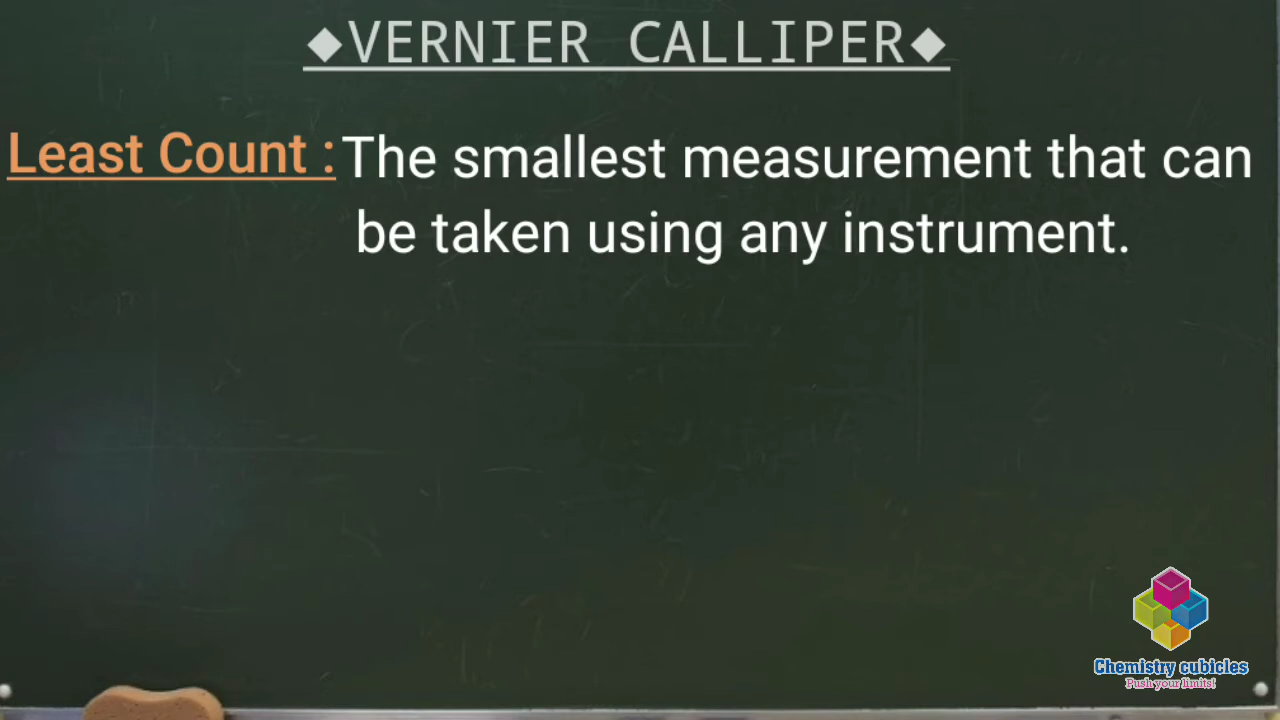 ◆VERNIER CALLIPER◆
Least Count : The smallest measurement that can
be taken using any instrument.
Chemistry cubicles
Push your limits!